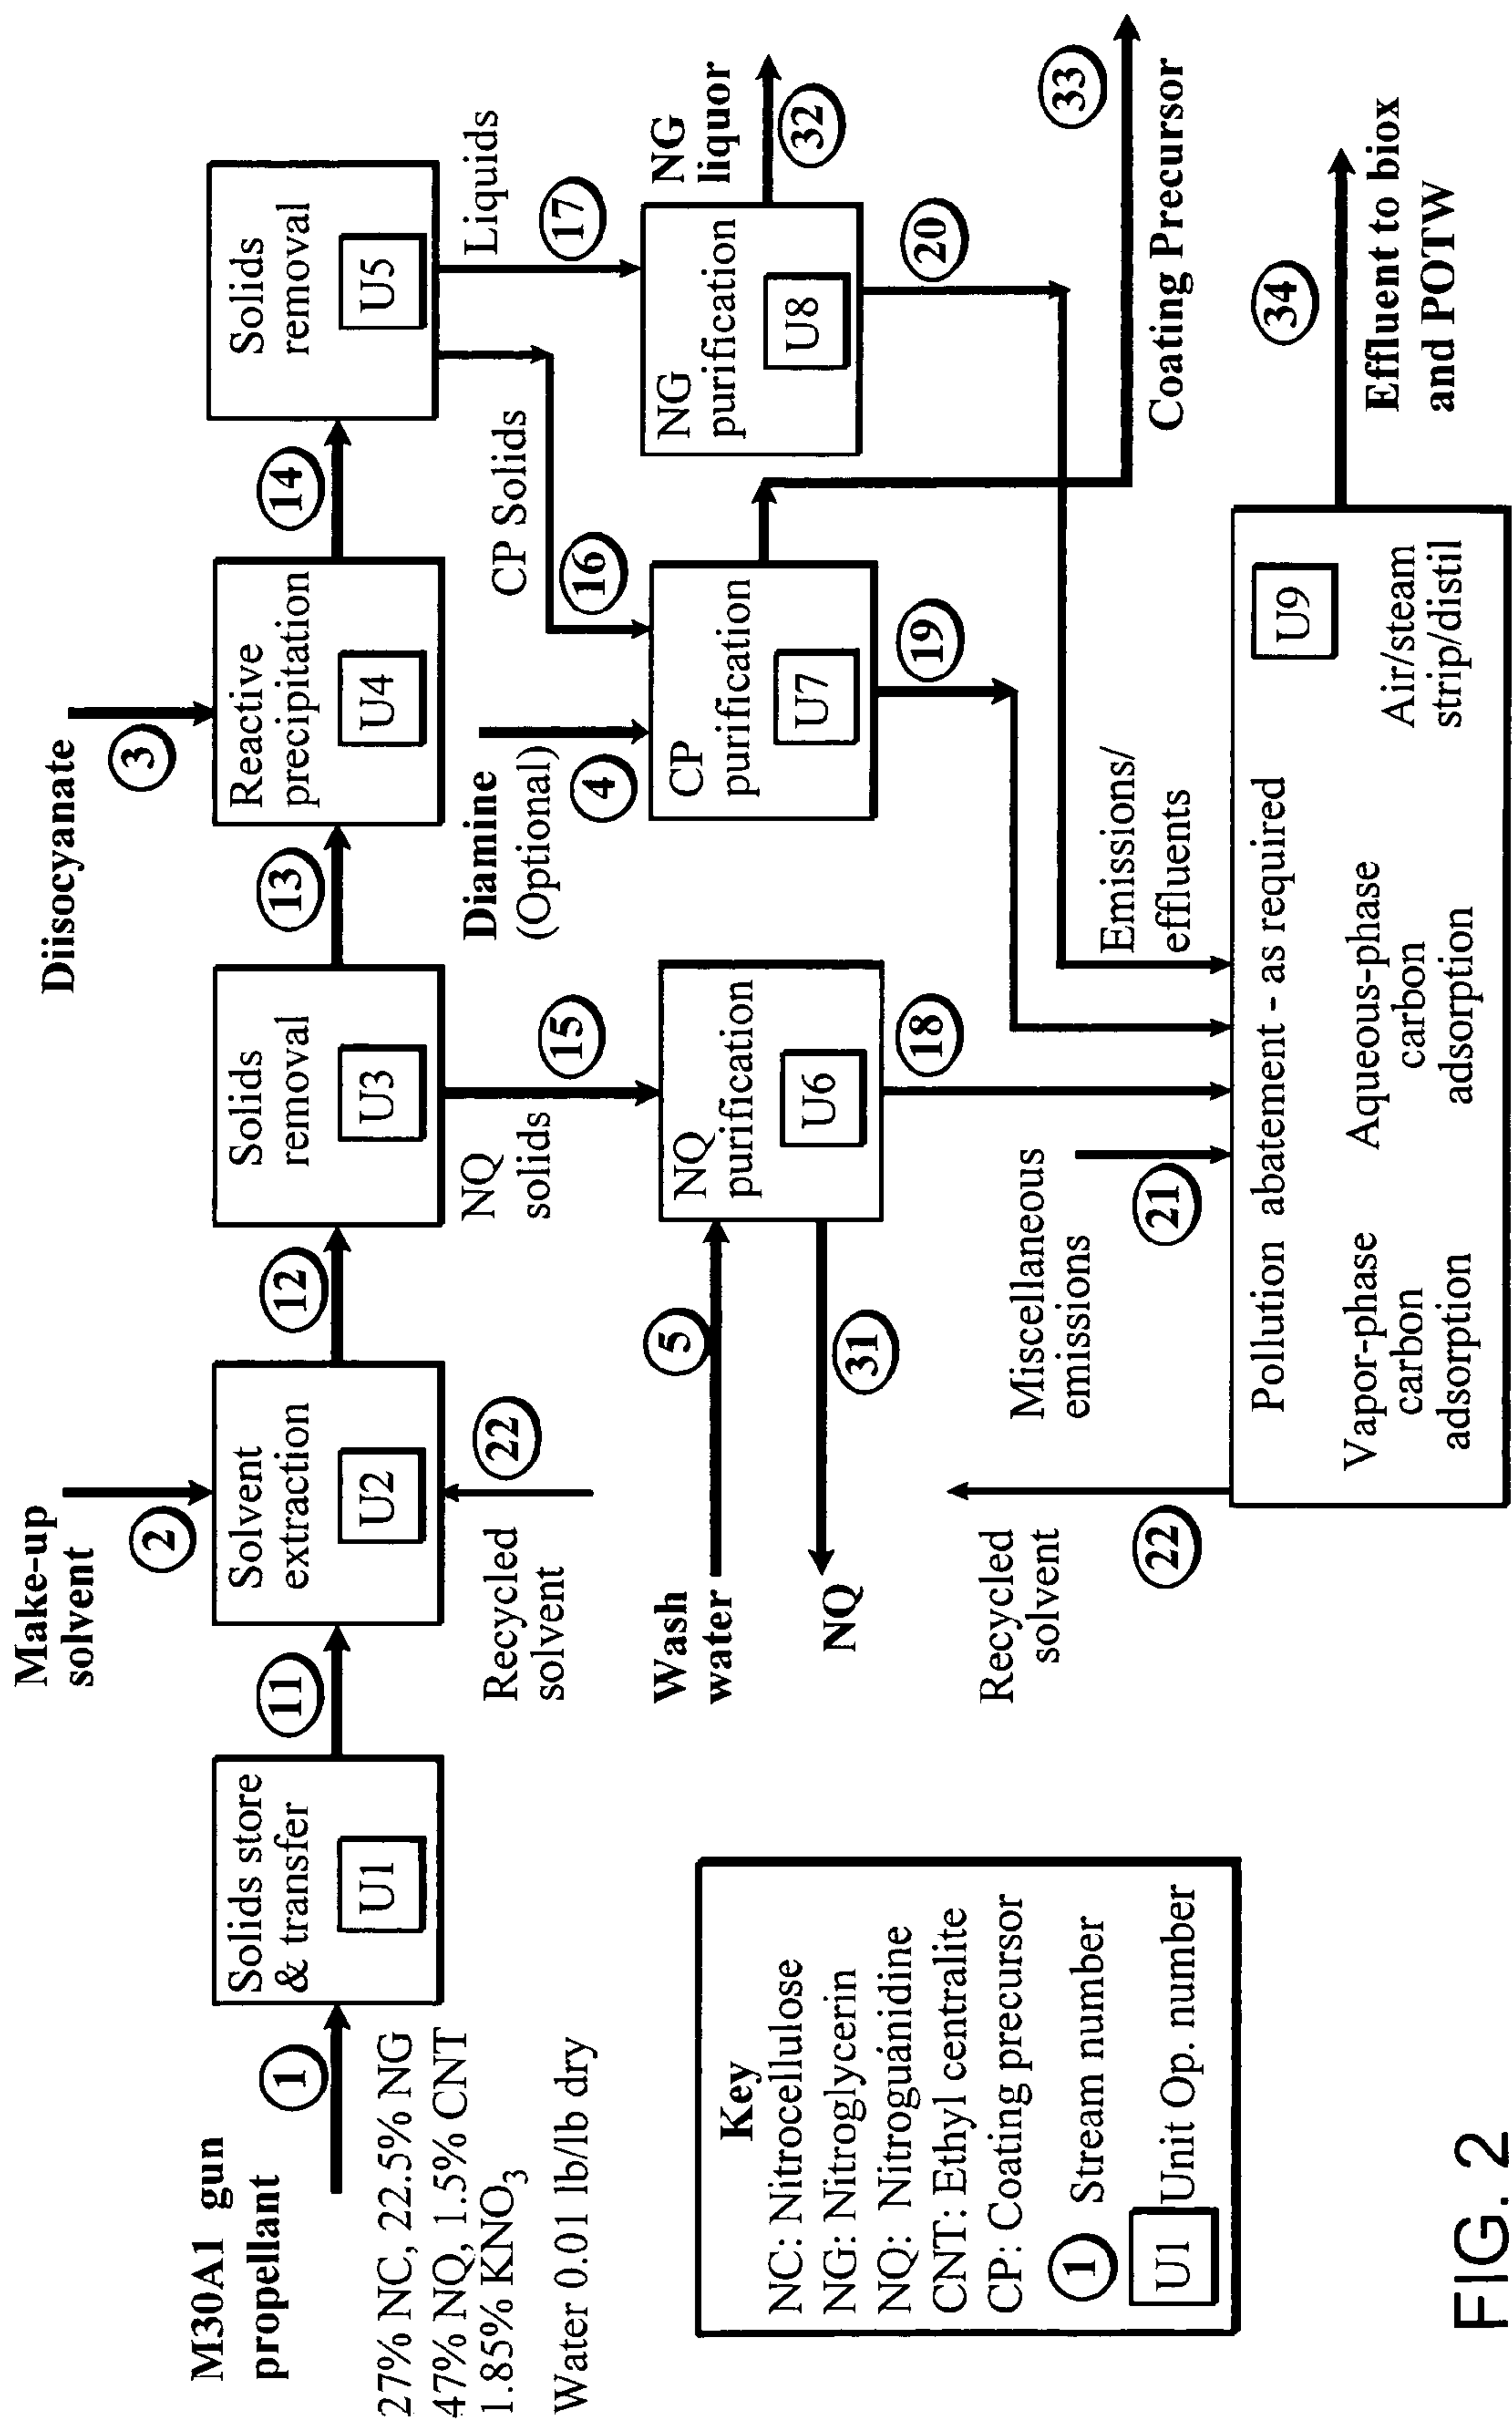 Make-up
solvent
2
Diisocyanate
3
M30A1 gun
propellant
1
27% NC, 22.5% NG
47% NQ, 1.5% CNT
1.85% KNO3
Water 0.01 lb/lb dry
Solids store
& transfer
U1
11
Solvent
extraction
U2
22
Recycled
solvent
12
Solids
removal
U3
13
Reactive
precipitation
U4
14
Solids
removal
U5
NQ
solids
15
Diamine
(Optional)
4
CP Solids
16
Liquids
17
Wash
water
5
NQ
31
NQ
purification
U6
CP
purification
U7
NG
purification
U8
NG
liquor
32
18
19
20
33
Coating Precursor
Recycled
solvent
22
Miscellaneous
emissions
21
Emissions/
effluents
Pollution abatement - as required
U9
Vapor-phase
carbon
adsorption
Aqueous-phase
carbon
adsorption
Air/steam
strip/distil
34
Effluent to biox
and POTW
Key
NC: Nitrocellulose
NG: Nitroglycerin
NQ: Nitroguanidine
CNT: Ethyl centralite
CP: Coating precursor
1 Stream number
U1 Unit Op. number
FIG. 2